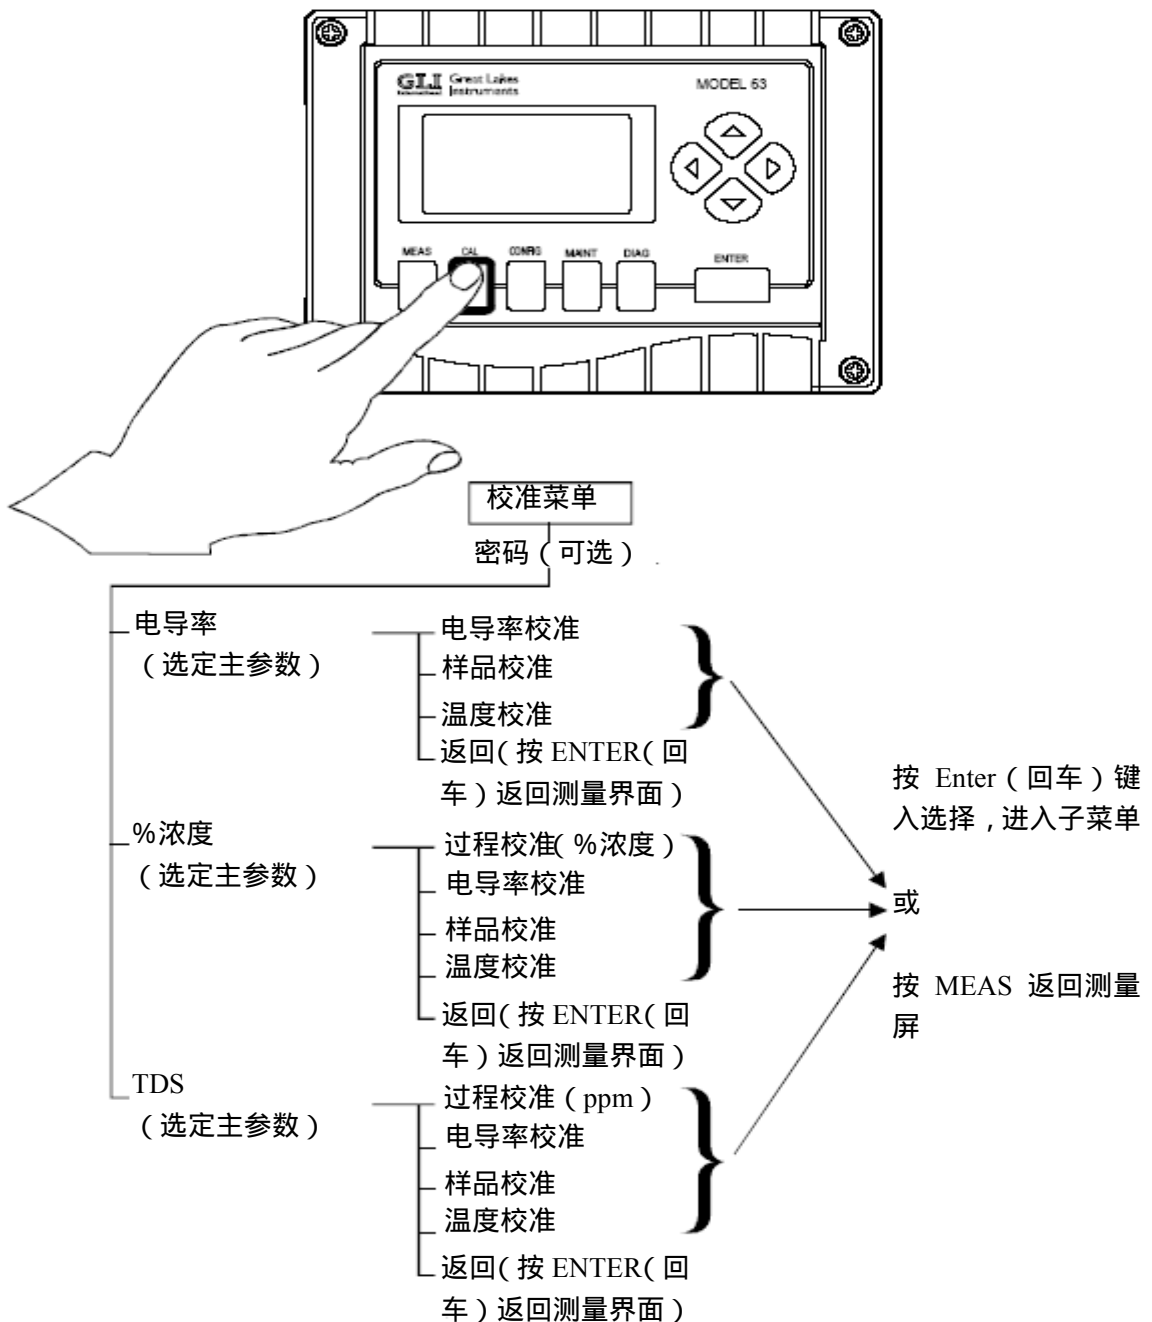 GLI Great Lakes
International Instruments
MODEL 53
MEAS CAL CONFIG MAINT DIAG ENTER
校准菜单
密码（可选）
电导率
（选定主参数）
电导率校准
样品校准
温度校准
返回（按 ENTER（回
车）返回测量界面）
%浓度
（选定主参数）
过程校准（%浓度）
电导率校准
样品校准
温度校准
返回（按 ENTER（回
车）返回测量界面）
TDS
（选定主参数）
过程校准（ppm）
电导率校准
样品校准
温度校准
返回（按 ENTER（回
车）返回测量界面）
按 Enter（回车）键
入选择，进入子菜单
或
按 MEAS 返回测量
屏